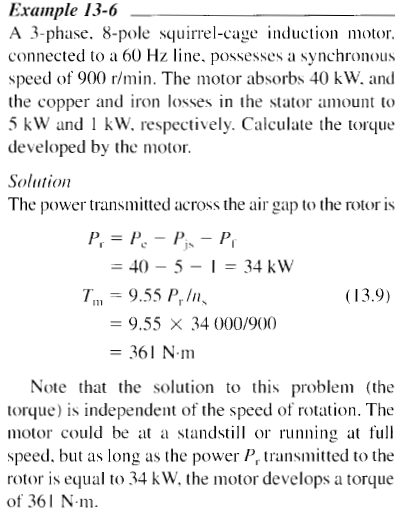 Example 13-6
A 3-phase, 8-pole squirrel-cage induction motor,
connected to a 60 Hz line, possesses a synchronous
speed of 900 r/min. The motor absorbs 40 kW, and
the copper and iron losses in the stator amount to
5 kW and 1 kW, respectively. Calculate the torque
developed by the motor.
Solution
The power transmitted across the air gap to the rotor is
P_r = P_e − P_js − P_f
= 40 − 5 − 1 = 34 kW
T_m = 9.55 P_r/n_s (13.9)
= 9.55 × 34 000/900
= 361 N·m
Note that the solution to this problem (the
torque) is independent of the speed of rotation. The
motor could be at a standstill or running at full
speed, but as long as the power P_r transmitted to the
rotor is equal to 34 kW, the motor develops a torque
of 361 N·m.